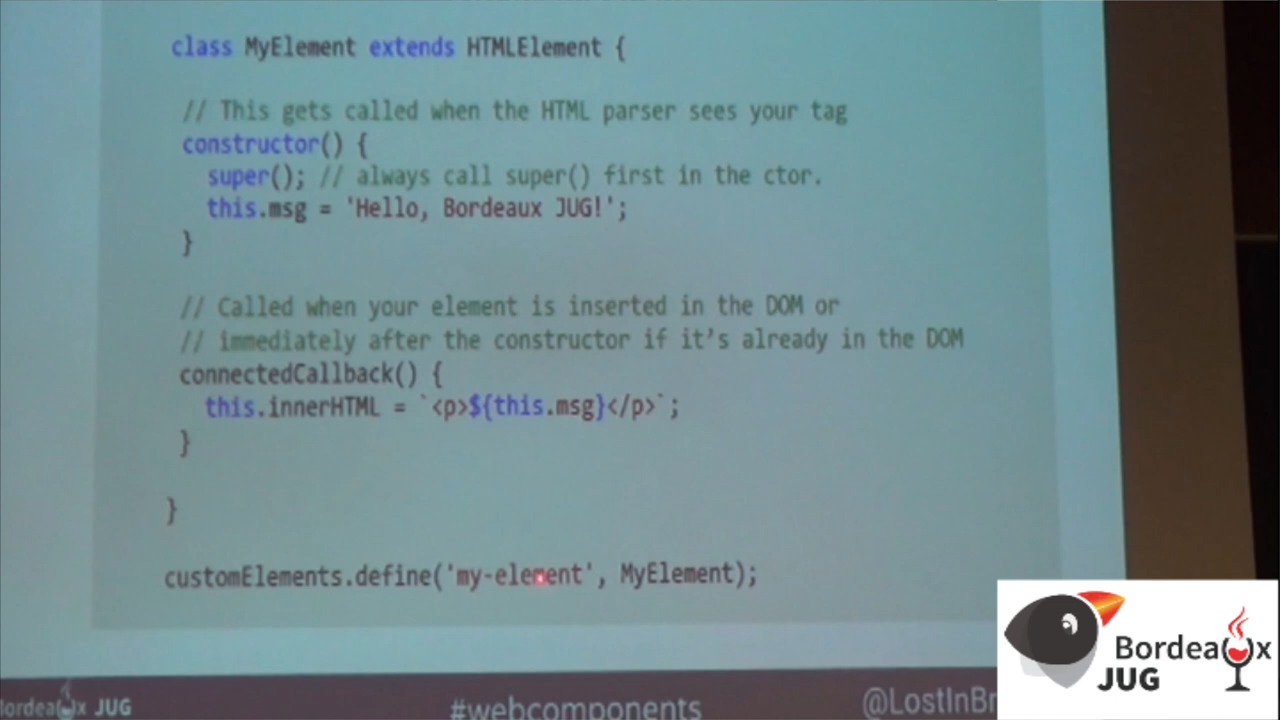 class MyElement extends HTMLElement {
// This gets called when the HTML parser sees your tag
constructor() {
super(); // always call super() first in the ctor.
this.msg = 'Hello, Bordeaux JUG!';
}
// Called when your element is inserted in the DOM or
// immediately after the constructor if it's already in the DOM
connectedCallback() {
this.innerHTML = `<p>${this.msg}</p>`;
}
}
customElements.define('my-element', MyElement);
Bordeaux
JUG
ordeaux JUG
#webcomponents
@LostInBr